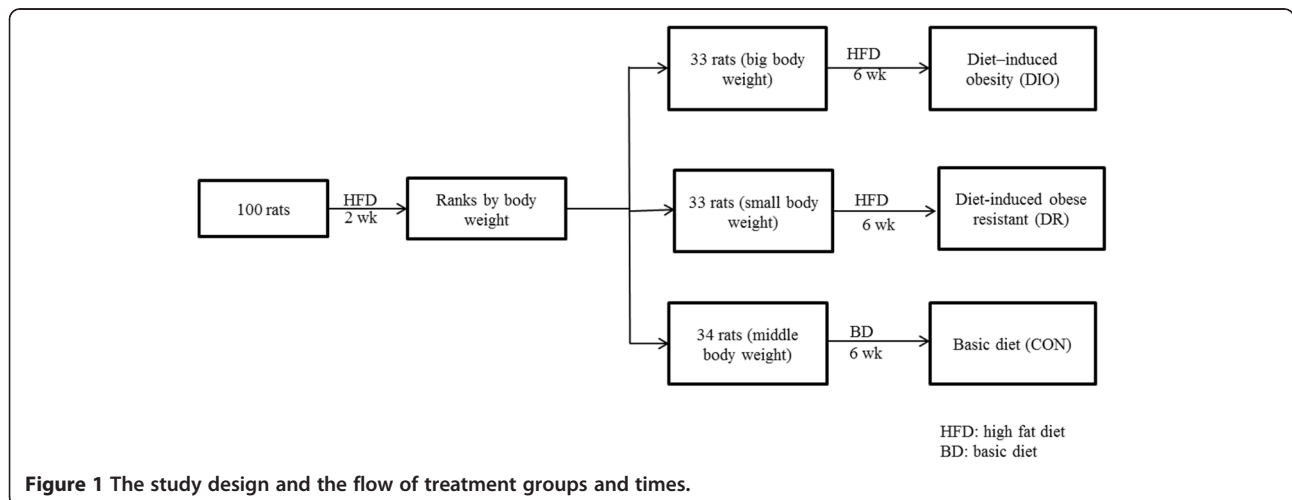 100 rats
HFD
2 wk
Ranks by body
weight
33 rats (big body
weight)
HFD
6 wk
Diet–induced
obesity (DIO)
33 rats (small body
weight)
HFD
6 wk
Diet-induced obese
resistant (DR)
34 rats (middle
body weight)
BD
6 wk
Basic diet (CON)
HFD: high fat diet
BD: basic diet
Figure 1 The study design and the flow of treatment groups and times.